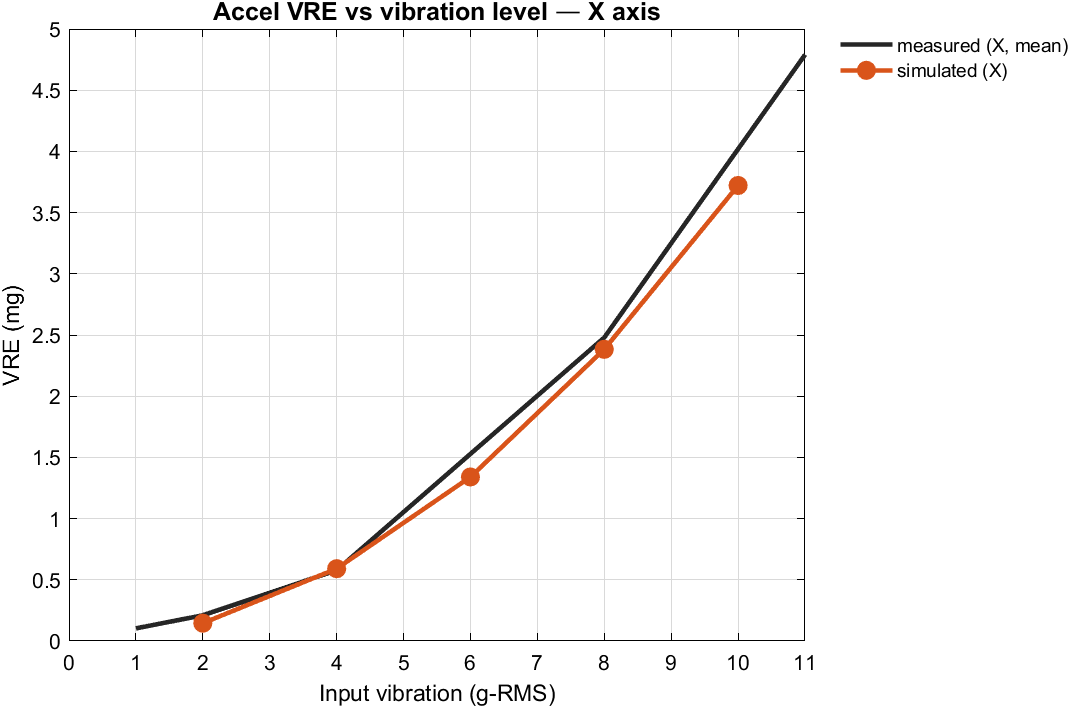 Accel VRE vs vibration level — X axis
measured (X, mean)
simulated (X)
VRE (mg)
5
4.5
4
3.5
3
2.5
2
1.5
1
0.5
0
0 1 2 3 4 5 6 7 8 9 10 11
Input vibration (g-RMS)